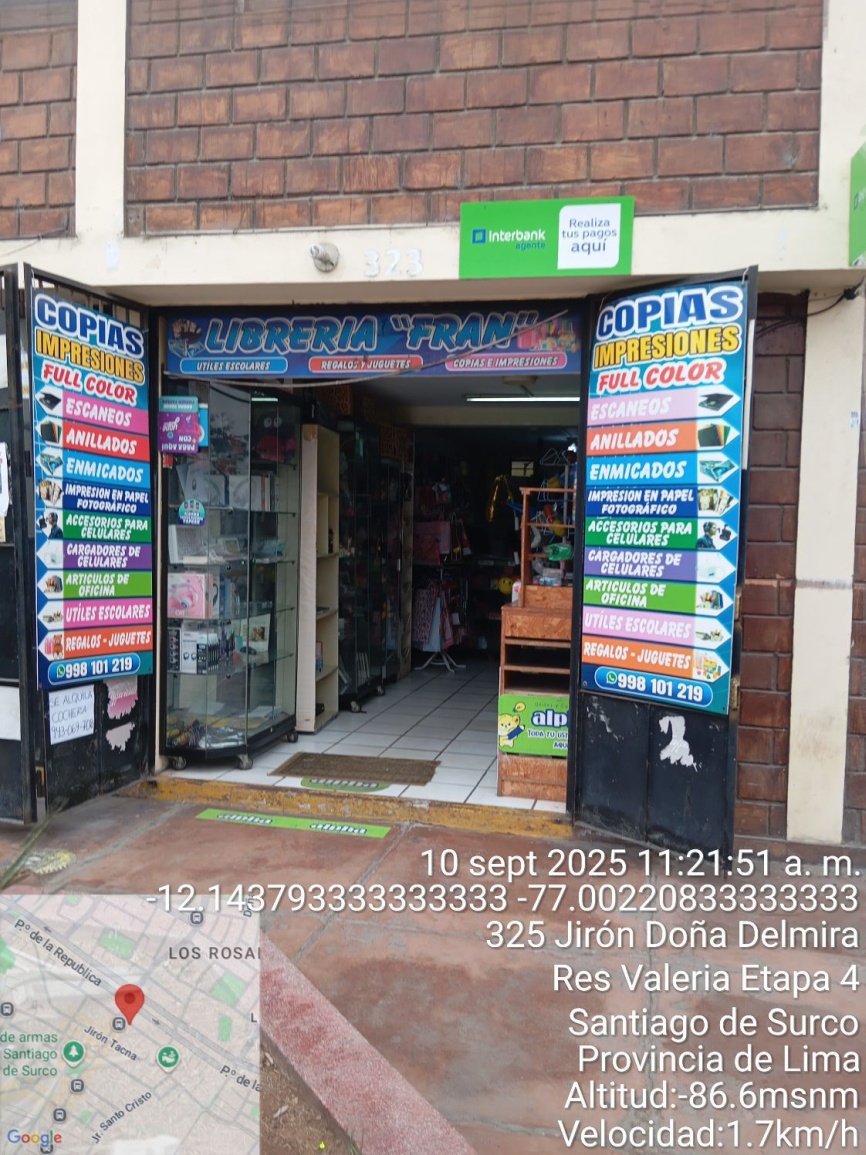 interbank
agente
Realiza
tus pagos
aquí
323
LIBRERIA "FRAN"
UTILES ESCOLARES
REGALOS Y JUGUETES
COPIAS E IMPRESIONES
COPIAS
IMPRESIONES
FULL COLOR
ESCANEOS
ANILLADOS
ENMICADOS
IMPRESION EN PAPEL
FOTOGRÁFICO
ACCESORIOS PARA
CELULARES
CARGADORES DE
CELULARES
ARTICULOS DE
OFICINA
UTILES ESCOLARES
REGALOS - JUGUETES
998 101 219
SE ALQUILA
COCHERA
COPIAS
IMPRESIONES
FULL COLOR
ESCANEOS
ANILLADOS
ENMICADOS
IMPRESION EN PAPEL
FOTOGRÁFICO
ACCESORIOS PARA
CELULARES
CARGADORES DE
CELULARES
ARTICULOS DE
OFICINA
UTILES ESCOLARES
REGALOS - JUGUETES
998 101 219
alp
alpha alpha
10 sept 2025 11:21:51 a. m.
-12.143793333333333 -77.00220833333333
325 Jirón Doña Delmira
Res Valeria Etapa 4
Santiago de Surco
Provincia de Lima
Altitud:-86.6msnm
Velocidad:1.7km/h
P.º de la Republica
LOS ROSA
Jirón Tacna
de armas
Santiago
de Surco
P.º de la
Jr. Santo Cristo
Google